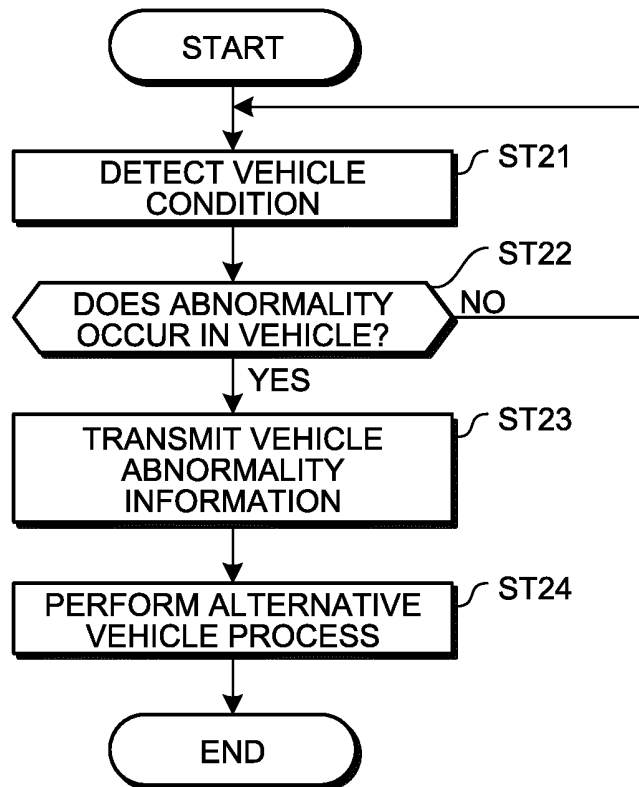 START
DETECT VEHICLE
CONDITION
ST21
DOES ABNORMALITY
OCCUR IN VEHICLE?
ST22
NO
YES
TRANSMIT VEHICLE
ABNORMALITY
INFORMATION
ST23
PERFORM ALTERNATIVE
VEHICLE PROCESS
ST24
END